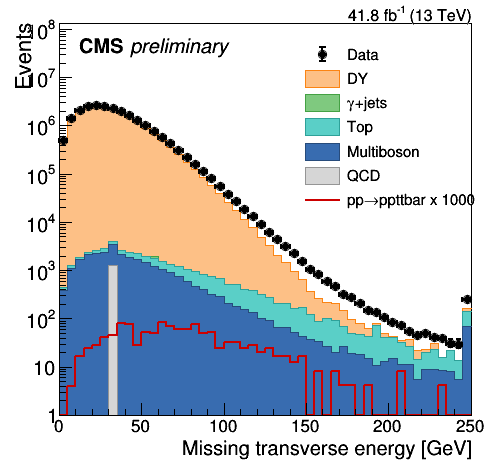 41.8 fb⁻¹ (13 TeV)
CMS preliminary
Events
Data
DY
γ+jets
Top
Multiboson
QCD
pp→ppttbar x 1000
10⁸
10⁷
10⁶
10⁵
10⁴
10³
10²
10
1
0 50 100 150 200 250
Missing transverse energy [GeV]